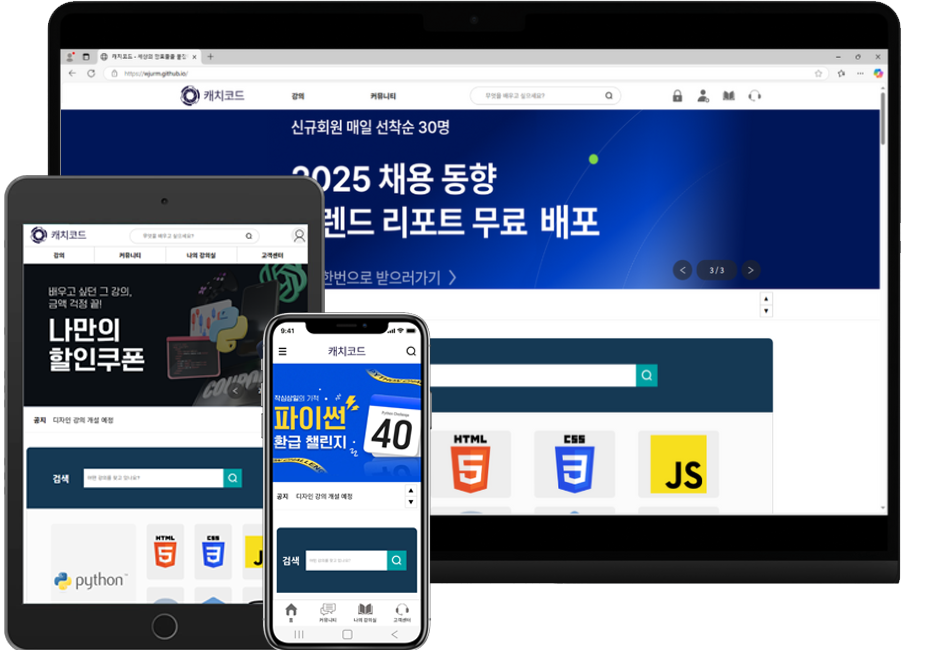 캐치코드 - 세상의 모든
https://wjurm.github.io/
캐치코드
강의
커뮤니티
무엇을 배우고 싶으세요?
신규회원 매일 선착순 30명
2025 채용 동향
렌드 리포트 무료 배포
한번으로 받으러가기
3 / 3
HTML
5
CSS
3
JS
캐치코드
무엇을 배우고 싶으세요?
강의
커뮤니티
나의 강의실
고객센터
배우고 싶던 그 강의,
금액 걱정 끝!
나만의
할인쿠폰
COUPO
공지 디자인 강의 개설 예정
검색
어떤 강의를 찾고 있나요?
python
HTML
5
CSS
3
J
9:41
캐치코드
작심삼일의 기적
파이썬
환급 챌린지
Python Challenge
40
공지 디자인 강의 개설 예정
검색
어떤 강의를 찾고 있나요?
홈
커뮤니티
나의 강의실
고객센터